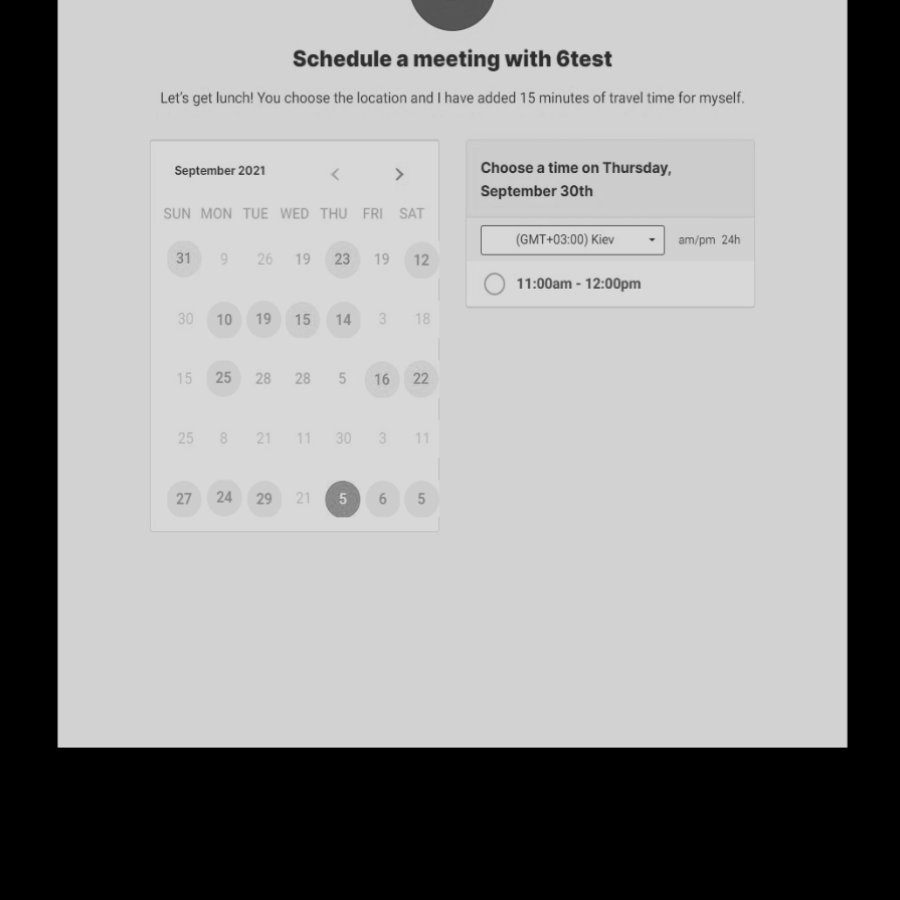 Schedule a meeting with 6test
Let's get lunch! You choose the location and I have added 15 minutes of travel time for myself.
September 2021
SUN MON TUE WED THU FRI SAT
31 9 26 19 23 19 12
30 10 19 15 14 3 18
15 25 28 28 5 16 22
25 8 21 11 30 3 11
27 24 29 21 5 6 5
Choose a time on Thursday,
September 30th
(GMT+03:00) Kiev am/pm 24h
11:00am - 12:00pm